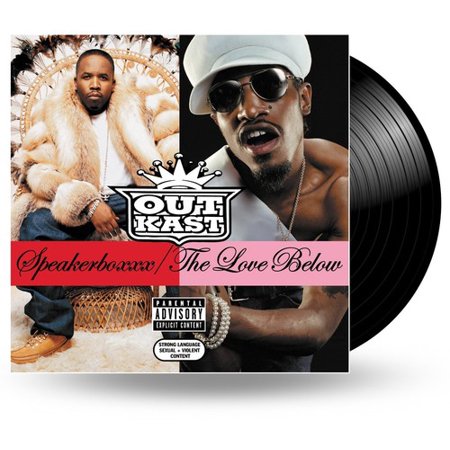 OUT
KAST
Speakerboxxx/The Love Below
PARENTAL
ADVISORY
EXPLICIT CONTENT
STRONG LANGUAGE
SEXUAL + VIOLENT
CONTENT